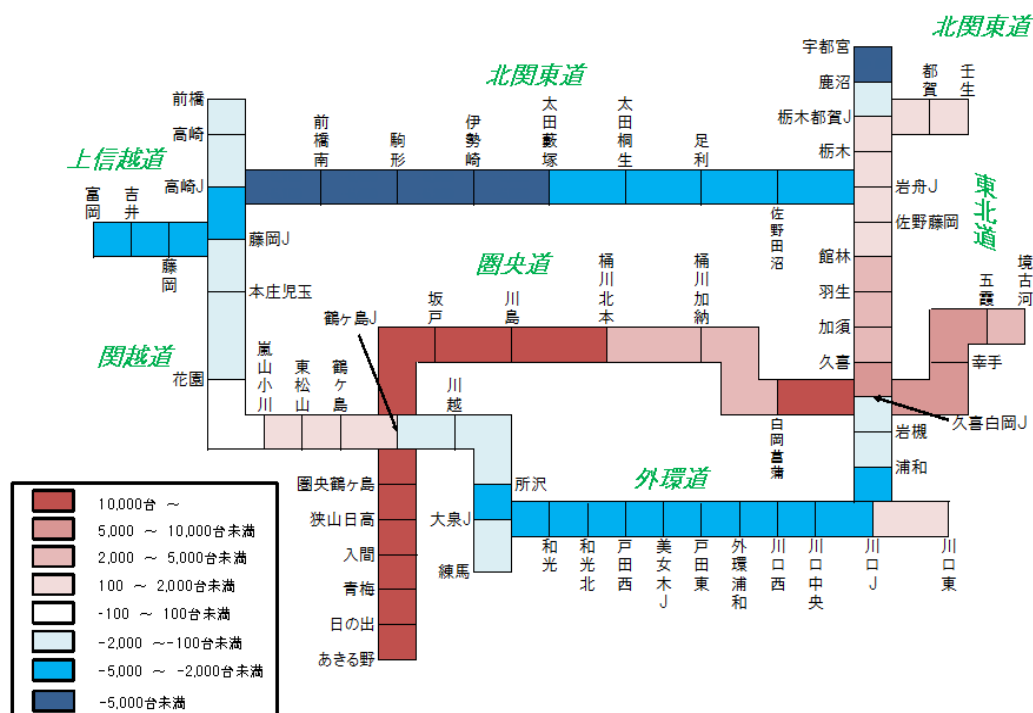 北関東道
北関東道
上信越道
東北道
圏央道
関越道
外環道
宇都宮
鹿沼
栃木都賀J
都賀
壬生
栃木
岩舟J
佐野藤岡
館林
羽生
加須
久喜
久喜白岡J
岩槻
浦和
五霞
境古河
幸手
前橋
高崎
高崎J
藤岡J
本庄児玉
花園
富岡
吉井
藤岡
前橋南
駒形
伊勢崎
太田藪塚
太田桐生
足利
佐野田沼
鶴ヶ島J
坂戸
川島
桶川北本
桶川加納
白岡菖蒲
嵐山小川
東松山
鶴ヶ島
川越
所沢
大泉J
練馬
圏央鶴ヶ島
狭山日高
入間
青梅
日の出
あきる野
和光
和光北
戸田西
美女木J
戸田東
外環浦和
川口西
川口中央
川口J
川口東
10,000台 ～
5,000 ～ 10,000台未満
2,000 ～ 5,000台未満
100 ～ 2,000台未満
-100 ～ 100台未満
-2,000 ～-100台未満
-5,000 ～ -2,000台未満
-5,000台未満